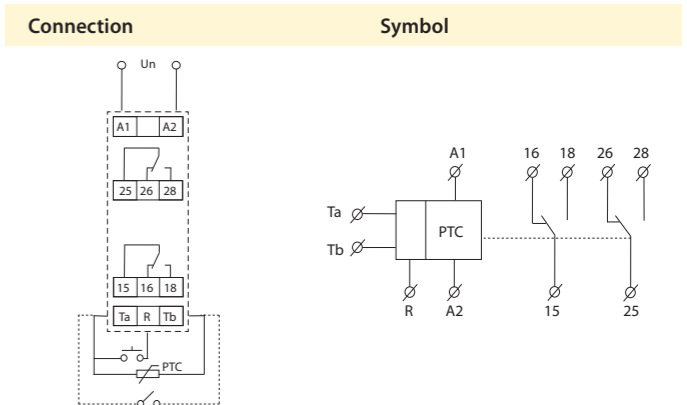 Connection Symbol
Un
A1 A2
25 26 28
15 16 18
Ta R Tb
PTC
A1 16 18 26 28
Ta
PTC
Tb
R A2 15 25